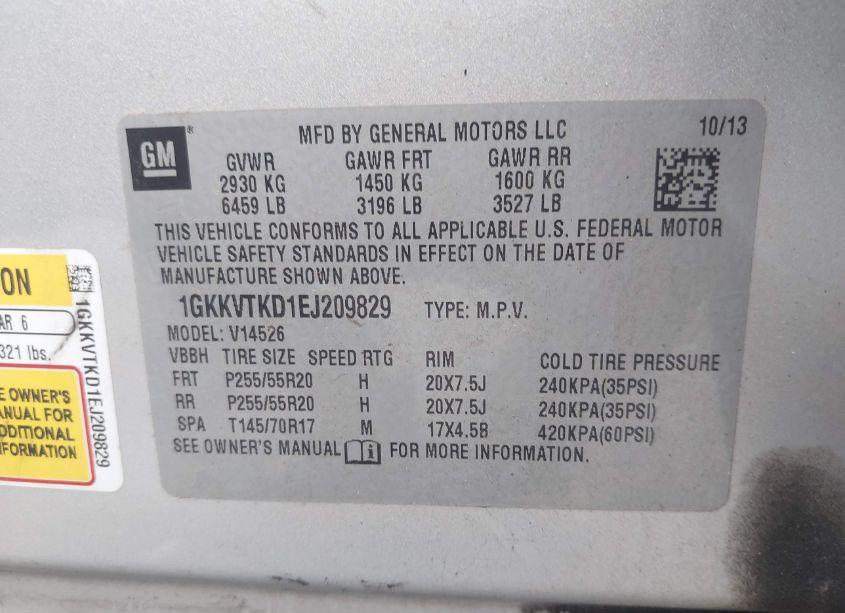 GM
®
MFD BY GENERAL MOTORS LLC 10/13
GVWR GAWR FRT GAWR RR
2930 KG 1450 KG 1600 KG
6459 LB 3196 LB 3527 LB
THIS VEHICLE CONFORMS TO ALL APPLICABLE U.S. FEDERAL MOTOR
VEHICLE SAFETY STANDARDS IN EFFECT ON THE DATE OF
MANUFACTURE SHOWN ABOVE.
1GKKVTKD1EJ209829 TYPE: M.P.V.
MODEL: V14526
VBBH TIRE SIZE SPEED RTG RIM COLD TIRE PRESSURE
FRT P255/55R20 H 20X7.5J 240KPA(35PSI)
RR P255/55R20 H 20X7.5J 240KPA(35PSI)
SPA T145/70R17 M 17X4.5B 420KPA(60PSI)
SEE OWNER'S MANUAL i FOR MORE INFORMATION.
ON
AR 6
321 lbs.
E OWNER'S
ANUAL FOR
DDITIONAL
FORMATION
1GKKVTKD1EJ209829